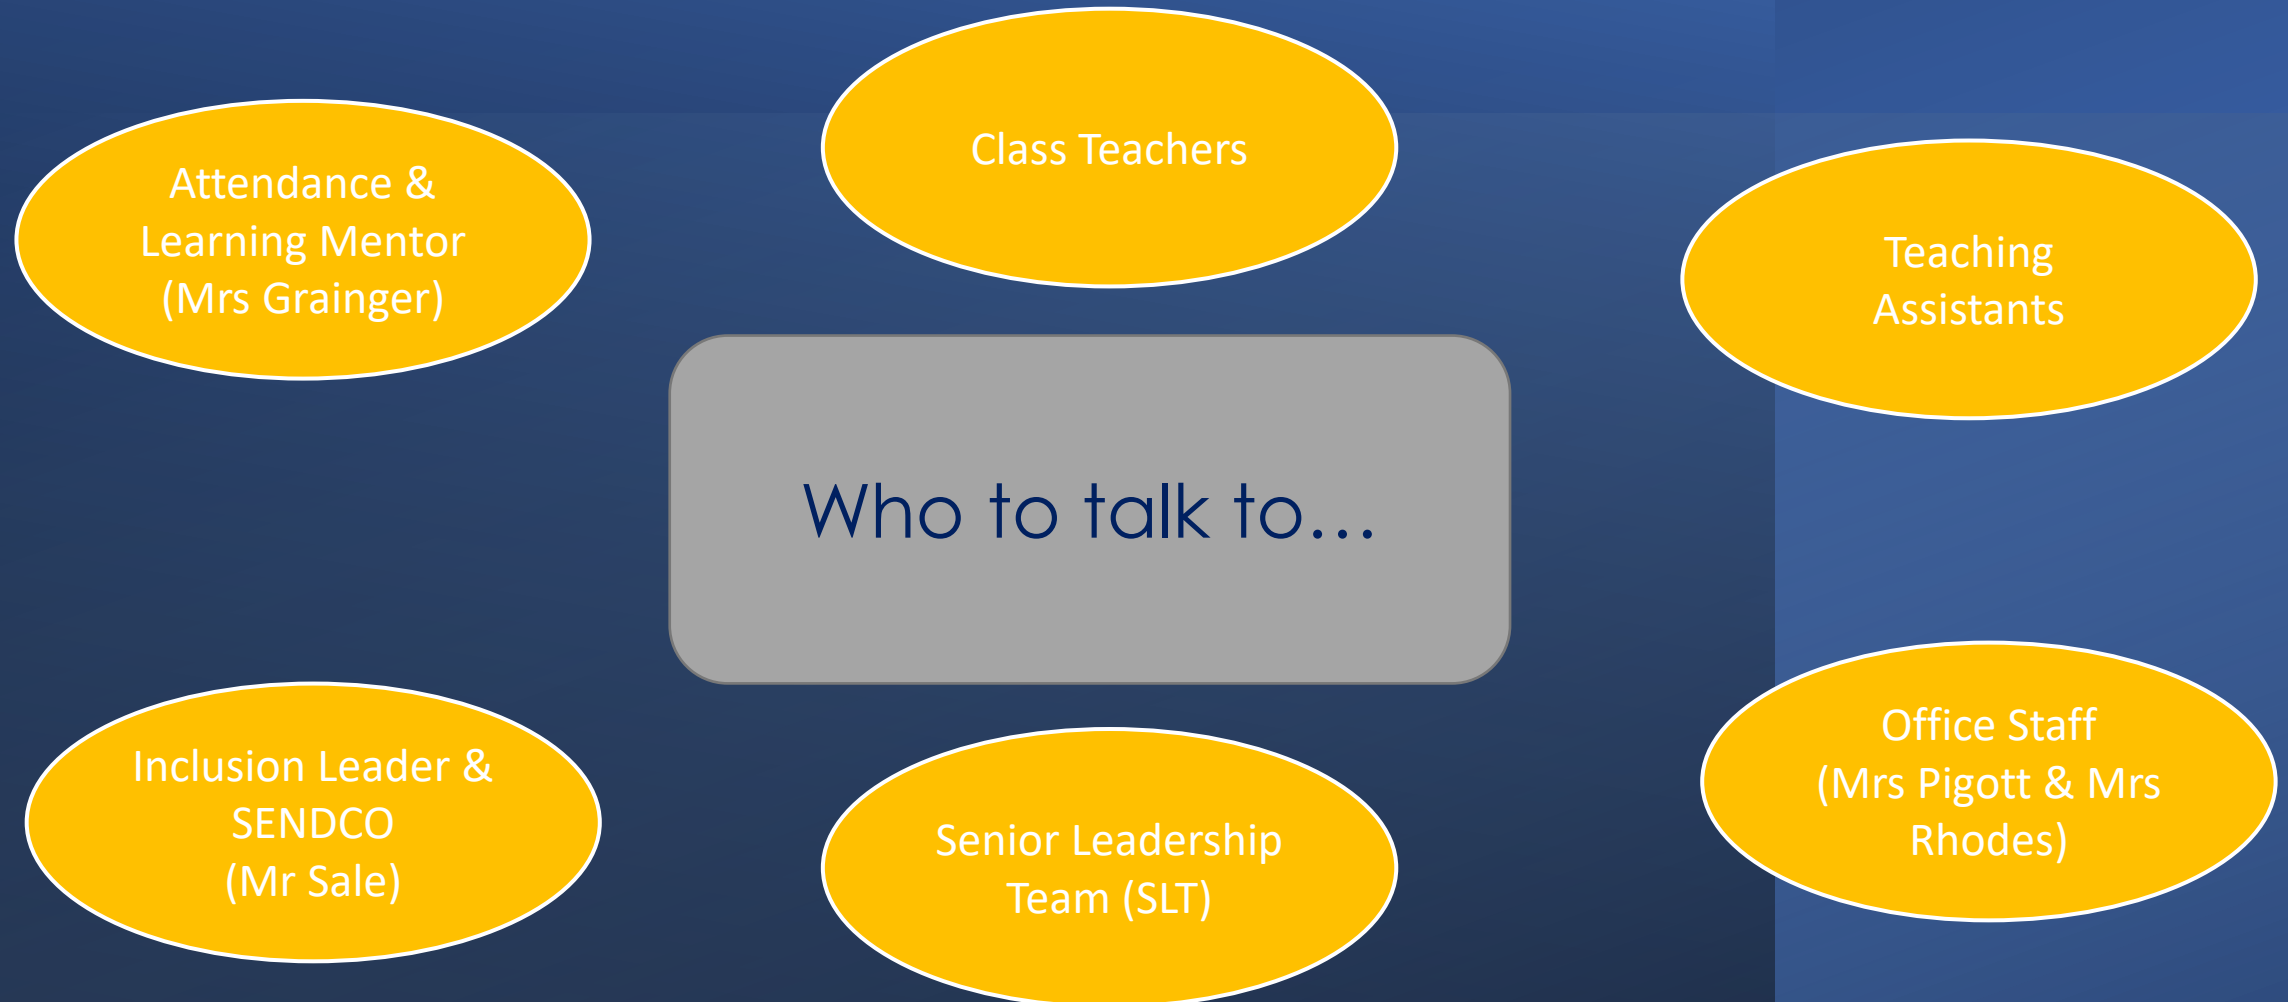 Class Teachers
Attendance &
Learning Mentor
(Mrs Grainger)
Teaching
Assistants
Who to talk to...
Inclusion Leader &
SENDCO
(Mr Sale)
Senior Leadership
Team (SLT)
Office Staff
(Mrs Pigott & Mrs
Rhodes)